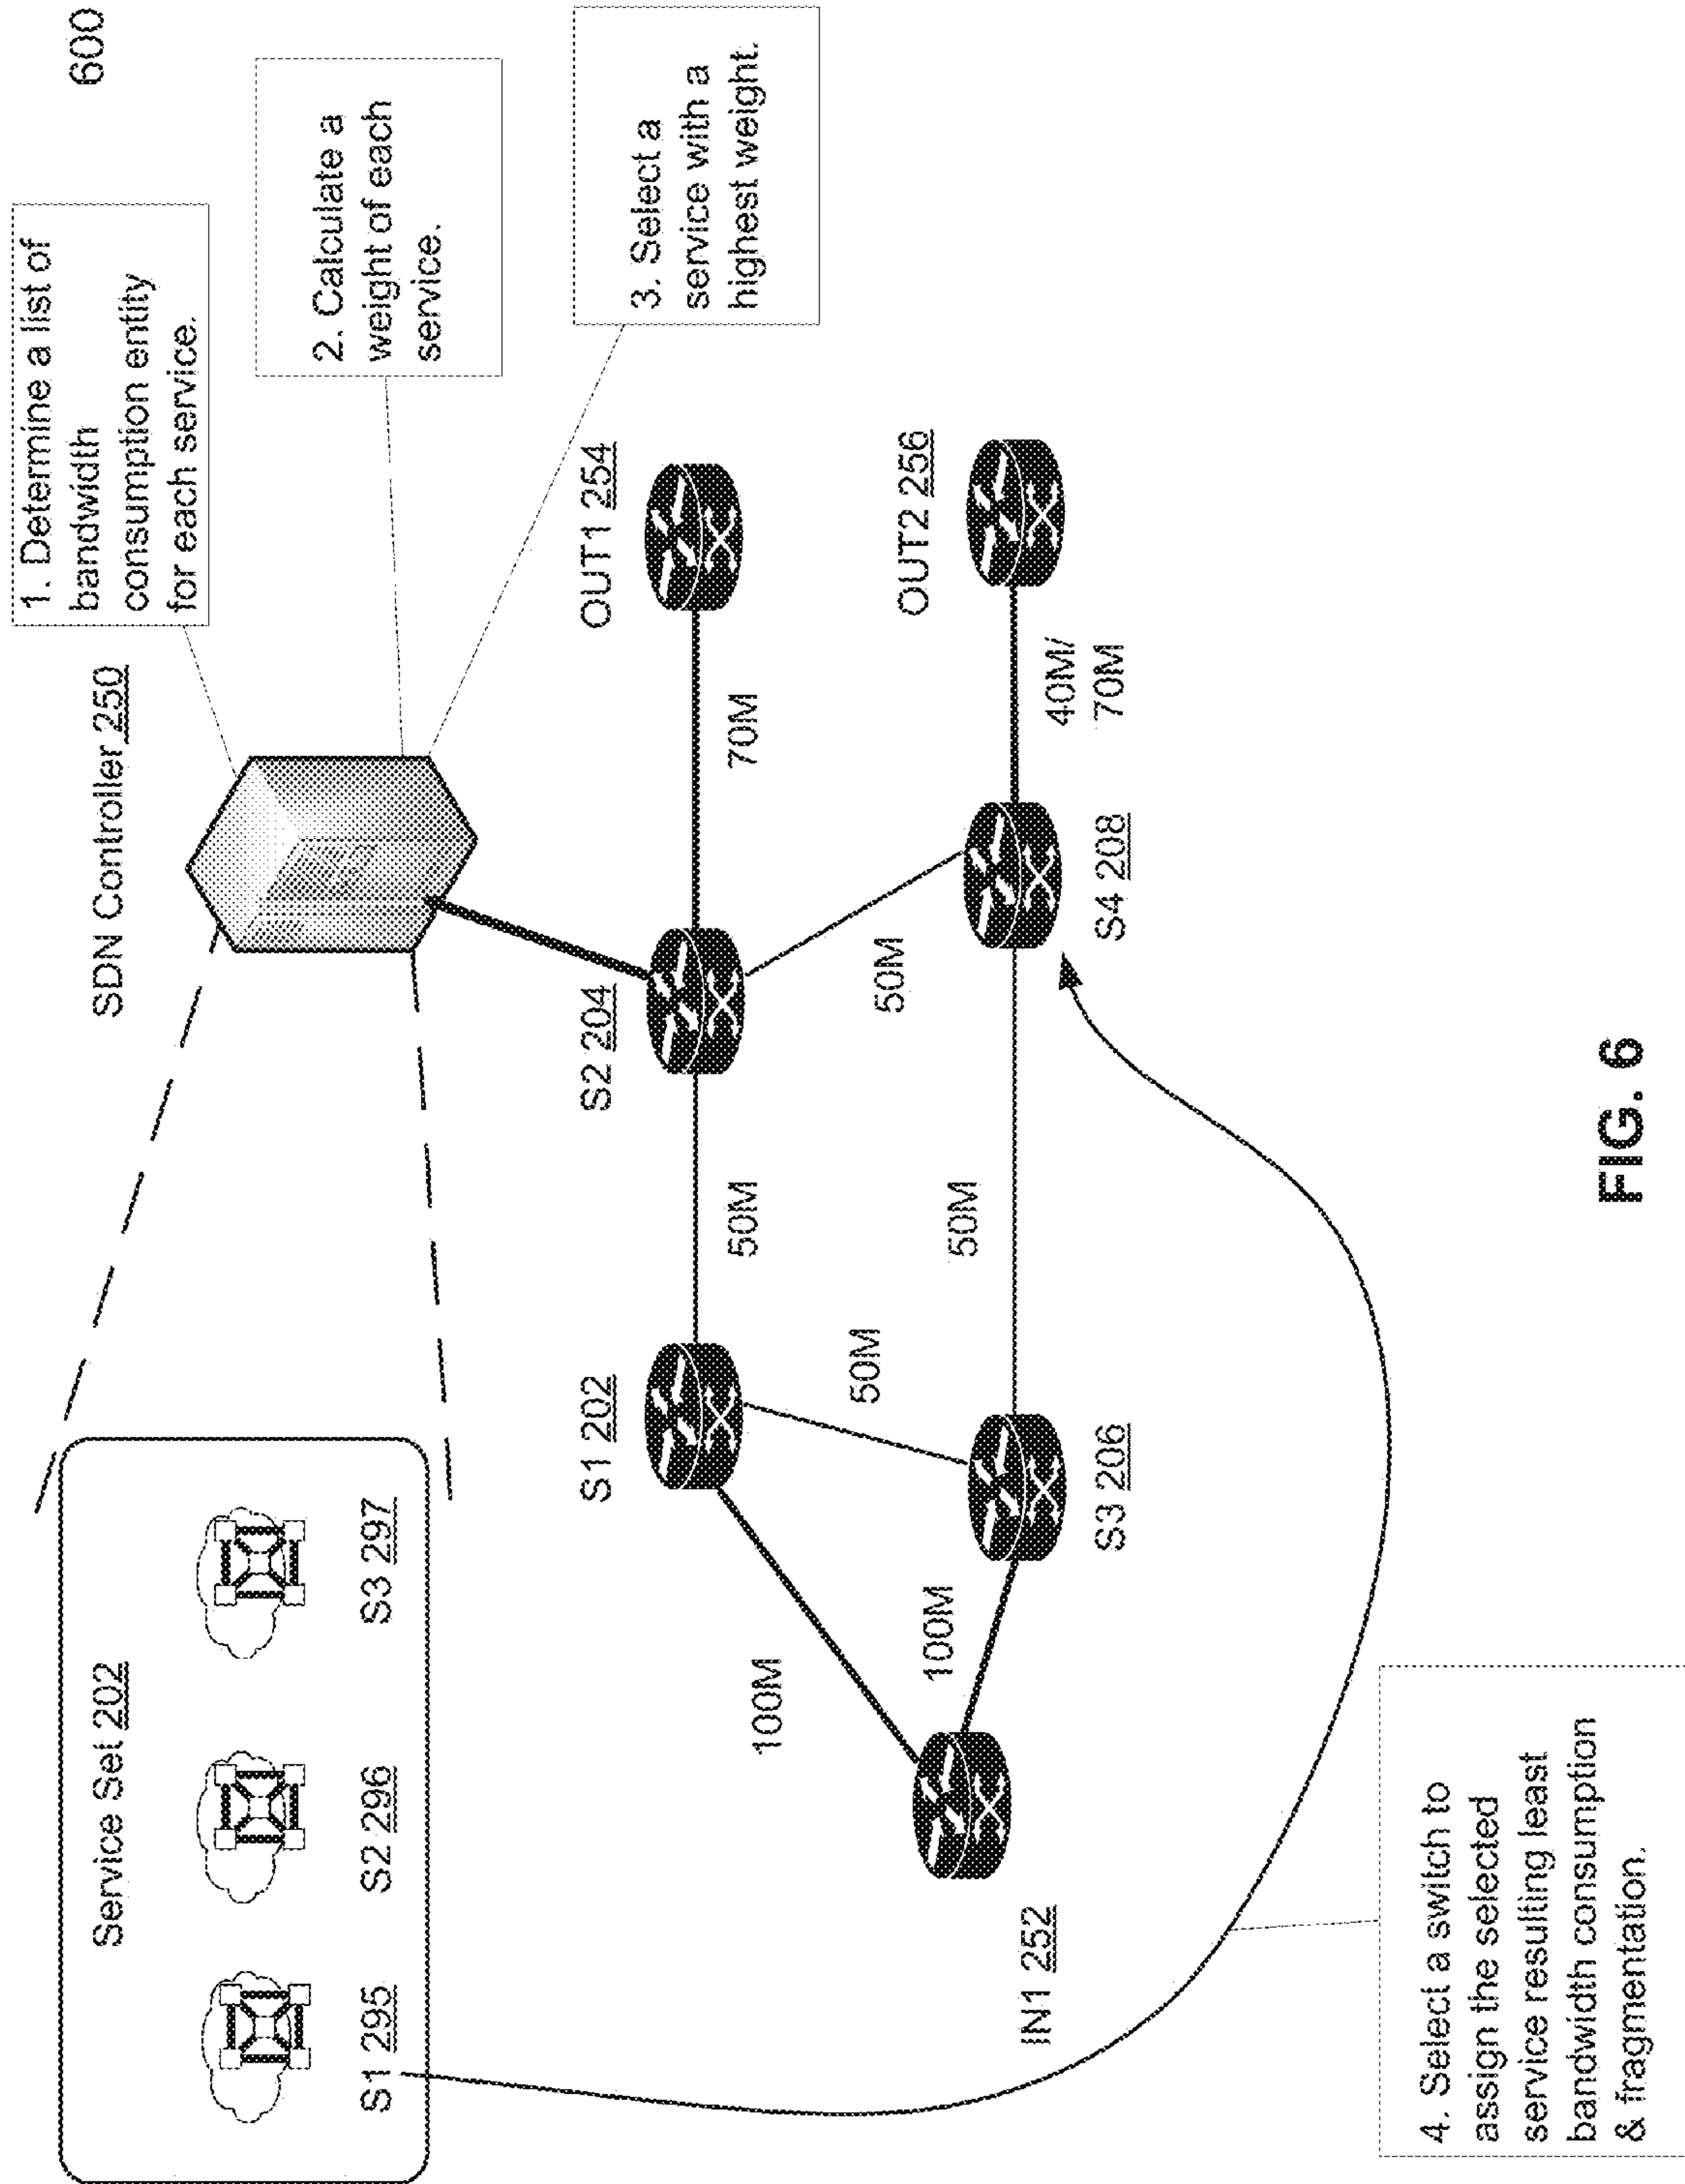 600
SDN Controller 250
1. Determine a list of
bandwidth
consumption entity
for each service.
2. Calculate a
weight of each
service.
3. Select a
service with a
highest weight.
Service Set 202
S1 295
S2 296
S3 297
S2 204
OUT1 254
70M
S1 202
50M
50M
50M
OUT2 256
40M/
70M
S4 208
50M
S3 206
100M
100M
IN1 252
4. Select a switch to
assign the selected
service resulting least
bandwidth consumption
& fragmentation.
FIG. 6